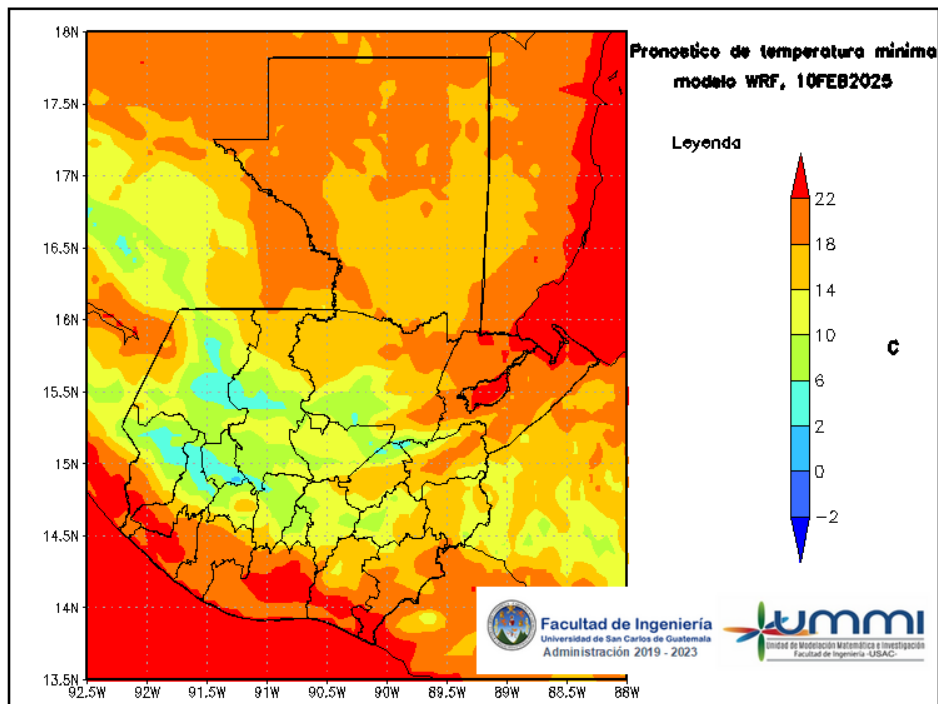 Pronostico de temperatura minima
modelo WRF, 10FEB2025
Leyenda
22
18
14
10
6
2
0
-2
C
18N
17.5N
17N
16.5N
16N
15.5N
15N
14.5N
14N
13.5N
92.5W 92W 91.5W 91W 90.5W 90W 89.5W 89W 88.5W 88W
Facultad de Ingeniería
Universidad de San Carlos de Guatemala
Administración 2019 - 2023
ummi
Unidad de Modelación Matemática e Investigación
Facultad de Ingeniería -USAC-